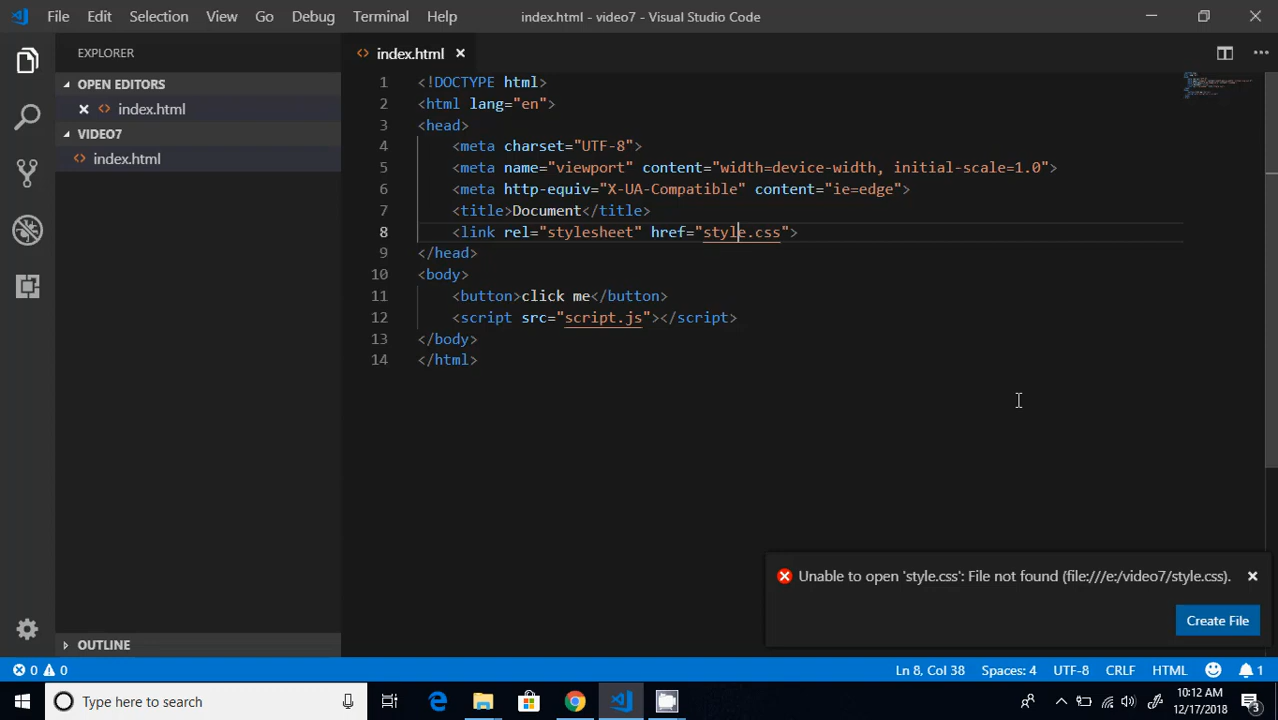 File Edit Selection View Go Debug Terminal Help index.html - video7 - Visual Studio Code
EXPLORER
OPEN EDITORS
index.html
VIDEO7
index.html
OUTLINE
index.html
1 <!DOCTYPE html>
2 <html lang="en">
3 <head>
4 <meta charset="UTF-8">
5 <meta name="viewport" content="width=device-width, initial-scale=1.0">
6 <meta http-equiv="X-UA-Compatible" content="ie=edge">
7 <title>Document</title>
8 <link rel="stylesheet" href="style.css">
9 </head>
10 <body>
11 <button>click me</button>
12 <script src="script.js"></script>
13 </body>
14 </html>
Unable to open 'style.css': File not found (file:///e:/video7/style.css).
Create File
0 0 Ln 8, Col 38 Spaces: 4 UTF-8 CRLF HTML 1
Type here to search
10:12 AM
12/17/2018
3